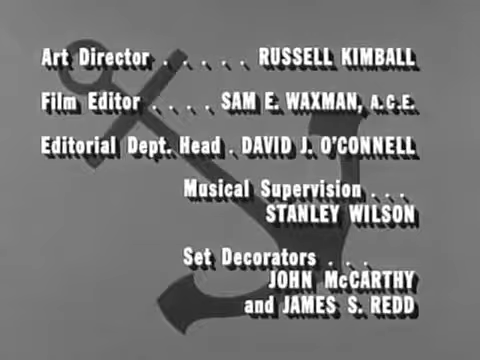 Art Director . . . . . RUSSELL KIMBALL
Film Editor . . . . SAM E. WAXMAN, A.C.E.
Editorial Dept. Head . DAVID J. O'CONNELL
Musical Supervision . . .
STANLEY WILSON
Set Decorators . . .
JOHN McCARTHY
and JAMES S. REDD